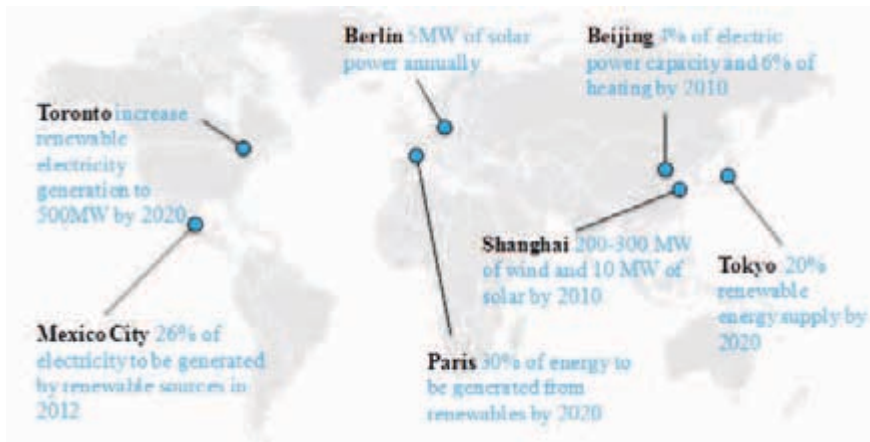 Berlin 5MW of solar
power annually
Beijing 4% of electric
power capacity and 6% of
heating by 2010
Toronto increase
renewable
electricity
generation to
500MW by 2020
Shanghai 200-300 MW
of wind and 10 MW of
solar by 2010
Tokyo 20%
renewable
energy supply by
2020
Mexico City 26% of
electricity to be generated
by renewable sources in
2012
Paris 30% of energy to
be generated from
renewables by 2020